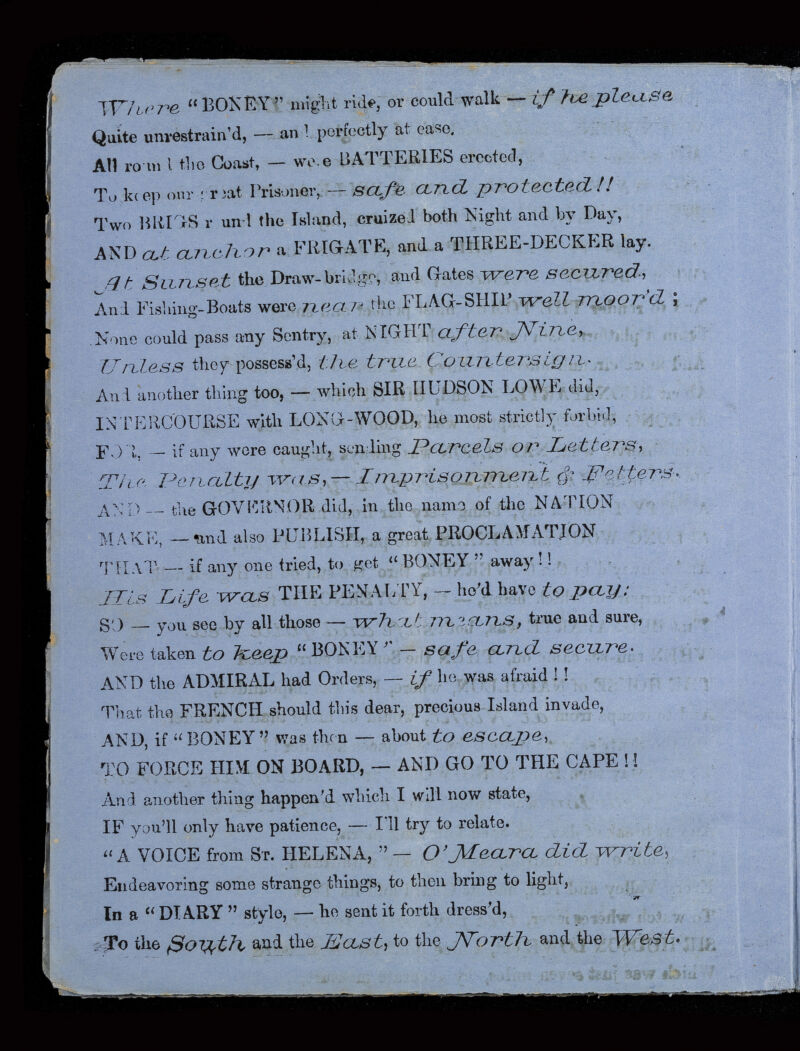 Where “BONEY” might ride, or could walk — if he please
Quite unrestrain'd, — and perfectly at ease.
All round the Coast, — were BATTERIES erected,
To keep our great Prisoner, — safe and protected!!
Two BRIGS round the Island, cruized both Night and by Day,
AND at anchor a FRIGATE, and a THREE-DECKER lay.
At Sunset the Draw-bridge, and Gates were secured,
And Fishing-Boats were near the FLAG-SHIP well moor'd ;
None could pass any Sentry, at NIGHT after Nine,
Unless they possess'd, the true Countersign.
And another thing too, — which SIR HUDSON LOWE did,
INTERCOURSE with LONG-WOOD, he most strictly forbid,
FOR, — if any were caught, sending Parcels or Letters,
The Penalty was, — Imprisonment & Fetters.
AND — the GOVERNOR did, in the name of the NATION
MAKE, — and also PUBLISH, a great PROCLAMATION
THAT — if any one tried, to get “BONEY” away!!
His Life was THE PENALTY, — he'd have to pay:
SO — you see by all those — what means, true and sure,
Were taken to keep “BONEY” — safe and secure.
AND the ADMIRAL had Orders, — if he was afraid!!
That the FRENCH should this dear, precious Island invade,
AND, if “BONEY” was then — about to escape,
TO FORCE HIM ON BOARD, — AND GO TO THE CAPE!!
And another thing happen'd which I will now state,
IF you'll only have patience, — I'll try to relate.
“A VOICE from ST. HELENA,” — O'Meara did write,
Endeavoring some strange things, to then bring to light,
In a “DIARY” style, — he sent it forth dress'd,
To the South and the East, to the North and the West.